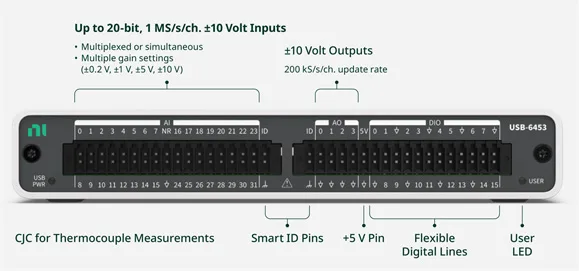 Up to 20-bit, 1 MS/s/ch. ±10 Volt Inputs
• Multiplexed or simultaneous
• Multiple gain settings
(±0.2 V, ±1 V, ±5 V, ±10 V)
±10 Volt Outputs
200 kS/s/ch. update rate
ni
AI
AO
DIO
USB-6453
0 1 2 3 4 5 6 7 NR 16 17 18 19 20 21 22 23 ID
ID 0 1 2 3 5V 0 1 2 3 4 5 6 7
USB
PWR
8 9 10 11 12 13 14 15 24 25 26 27 28 29 30 31
8 9 10 11 12 13 14 15
USER
CJC for Thermocouple Measurements
Smart ID Pins
+5 V Pin
Flexible
Digital Lines
User
LED